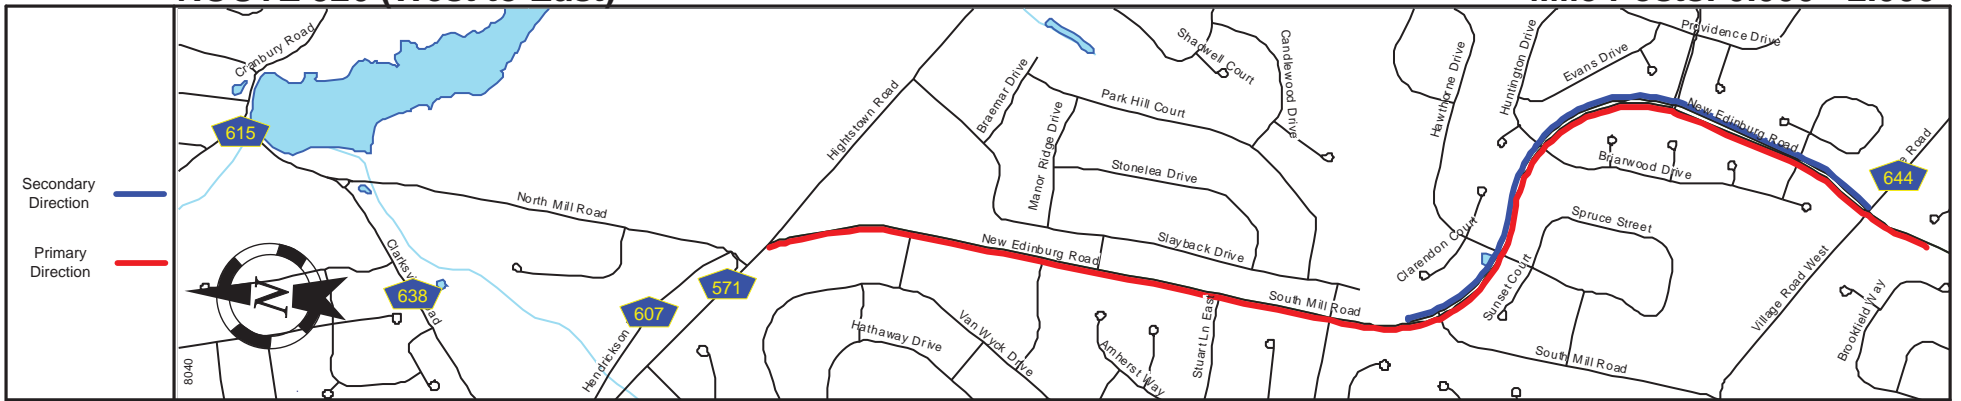 Secondary
Direction
Primary
Direction
Cranbury Road
615
North Mill Road
Clarksv
ad
638
N
8040
607
571
Hendrickson
Hightstown Road
Braemar Drive
Manor Ridge Drive
Park Hill Court
Stonelea Drive
Shadwell Court
Candlewood Drive
New Edinburg Road
Slayback Drive
South Mill Road
Hathaway Drive
Van Wyck Drive
Amherst Way
Stuart Ln East
Hawthorne Drive
Huntington Drive
Evans Drive
Providence Drive
New Edinburg Road
Briarwood Drive
Spruce Street
Clarendon Court
Sunset Court
South Mill Road
Village Road West
e Road
644
Brookfield Way